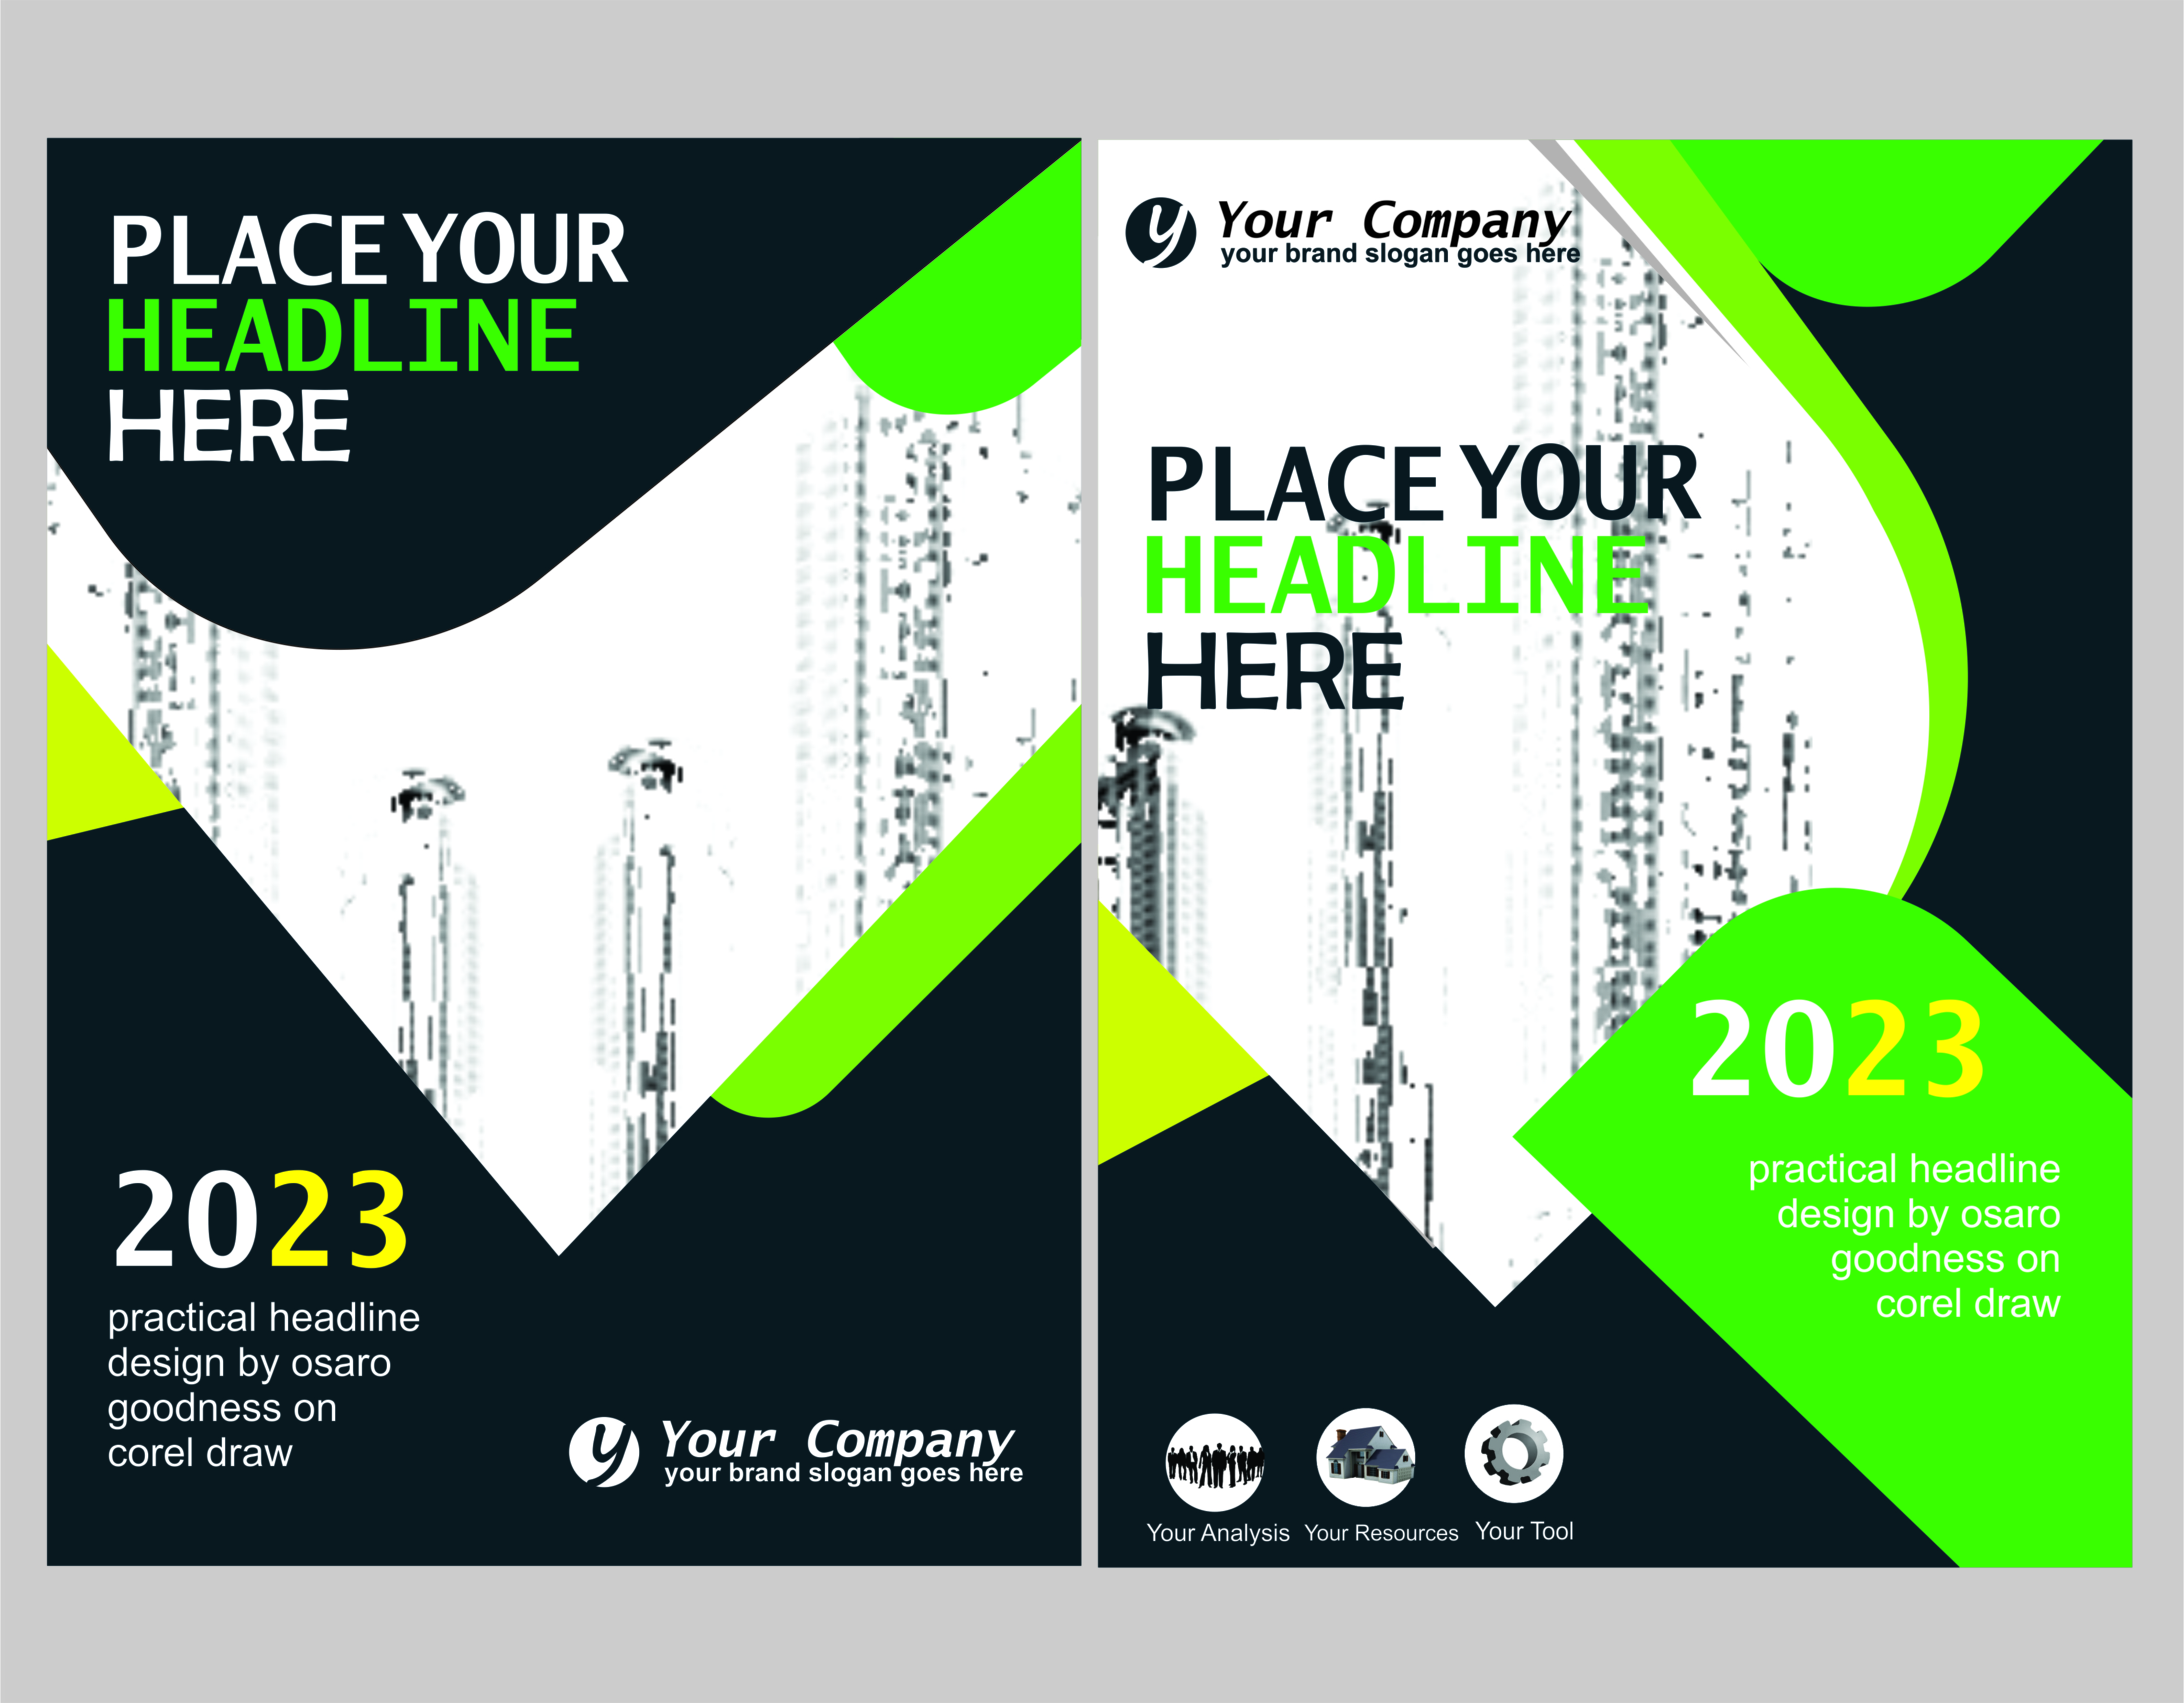 PLACE YOUR
HEADLINE
HERE
2023
practical headline
design by osaro
goodness on
corel draw
y Your Company
your brand slogan goes here
y Your Company
your brand slogan goes here
PLACE YOUR
HEADLINE
HERE
2023
practical headline
design by osaro
goodness on
corel draw
Your Analysis Your Resources Your Tool